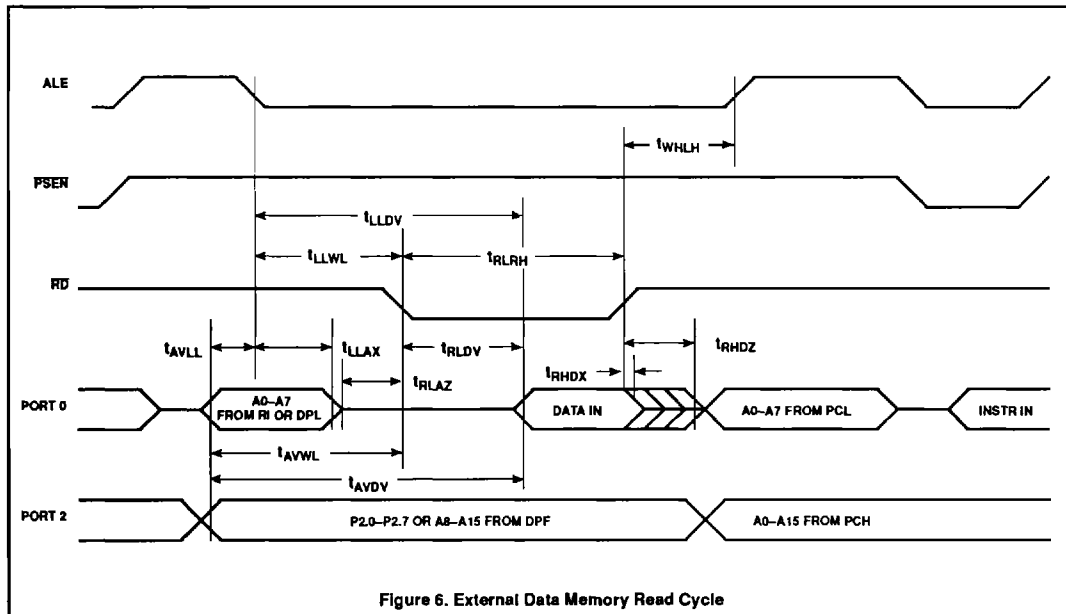 ALE
tWHLH
PSEN
tLLDV
tLLWL
tRLRH
RD
tAVLL
tLLAX
tRLDV
tRHDZ
tRLAZ
tRHDX
PORT 0
A0–A7
FROM RI OR DPL
DATA IN
A0–A7 FROM PCL
INSTR IN
tAVWL
tAVDV
PORT 2
P2.0–P2.7 OR A8–A15 FROM DPF
A0–A15 FROM PCH
Figure 6. External Data Memory Read Cycle